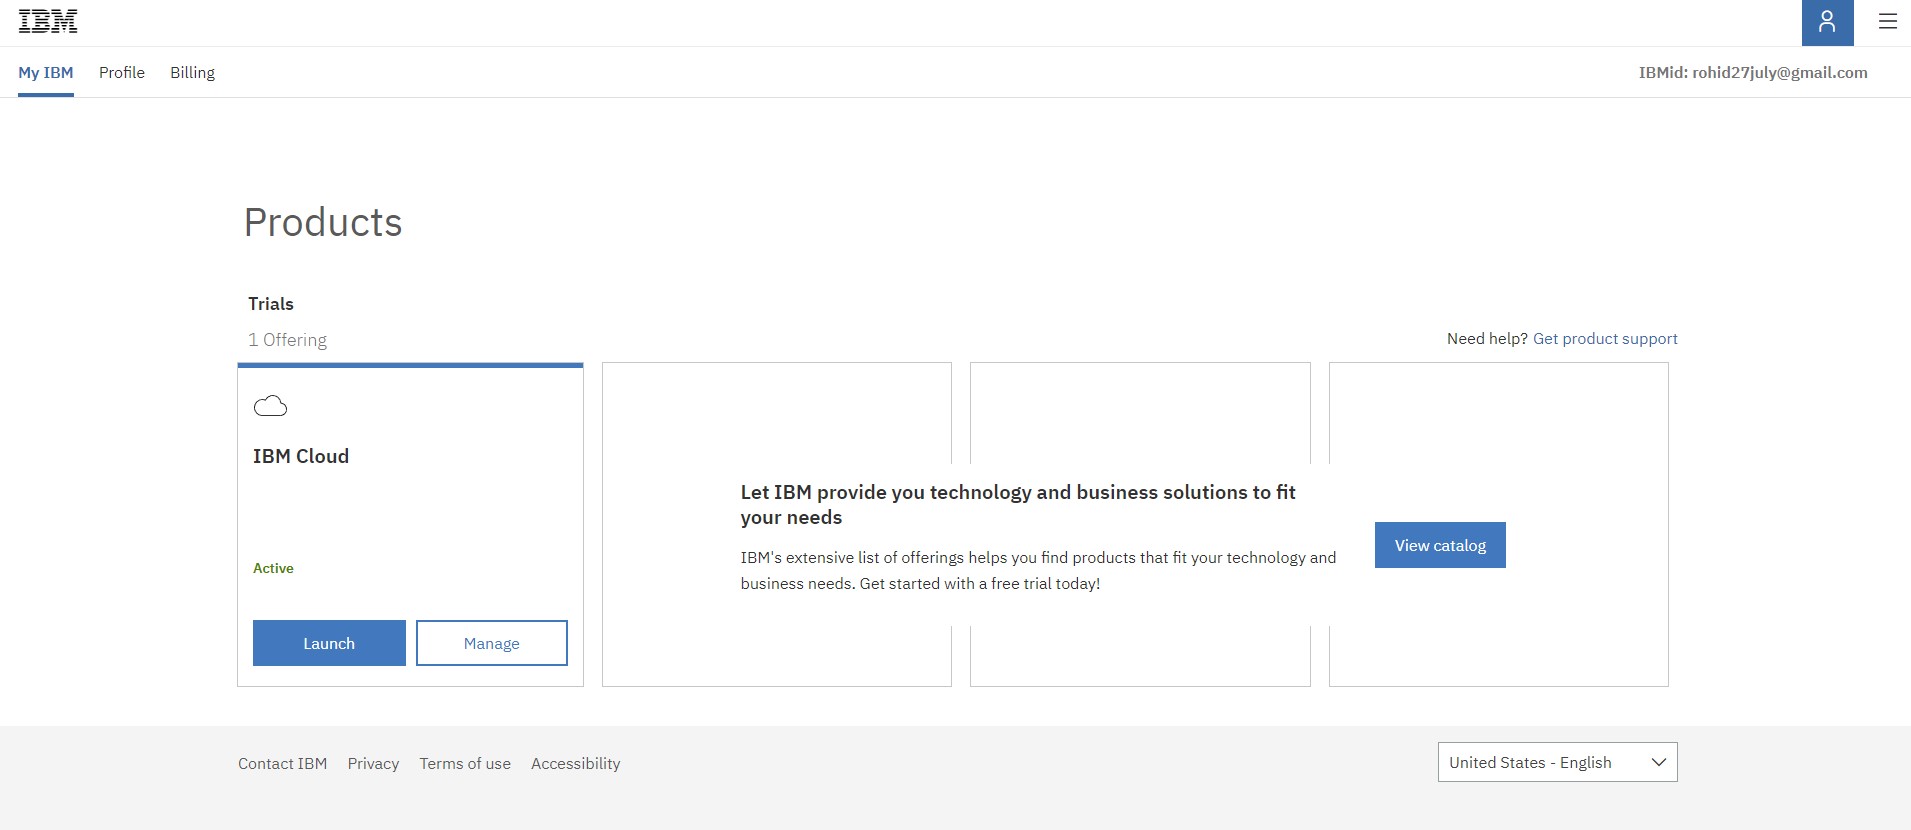 IBM
My IBM Profile Billing
IBMid: rohid27july@gmail.com
Products
Trials
1 Offering
Need help? Get product support
IBM Cloud
Active
Launch
Manage
Let IBM provide you technology and business solutions to fit
your needs
IBM's extensive list of offerings helps you find products that fit your technology and
business needs. Get started with a free trial today!
View catalog
Contact IBM Privacy Terms of use Accessibility
United States - English